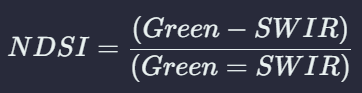 NDSI = (Green − SWIR) / (Green = SWIR)